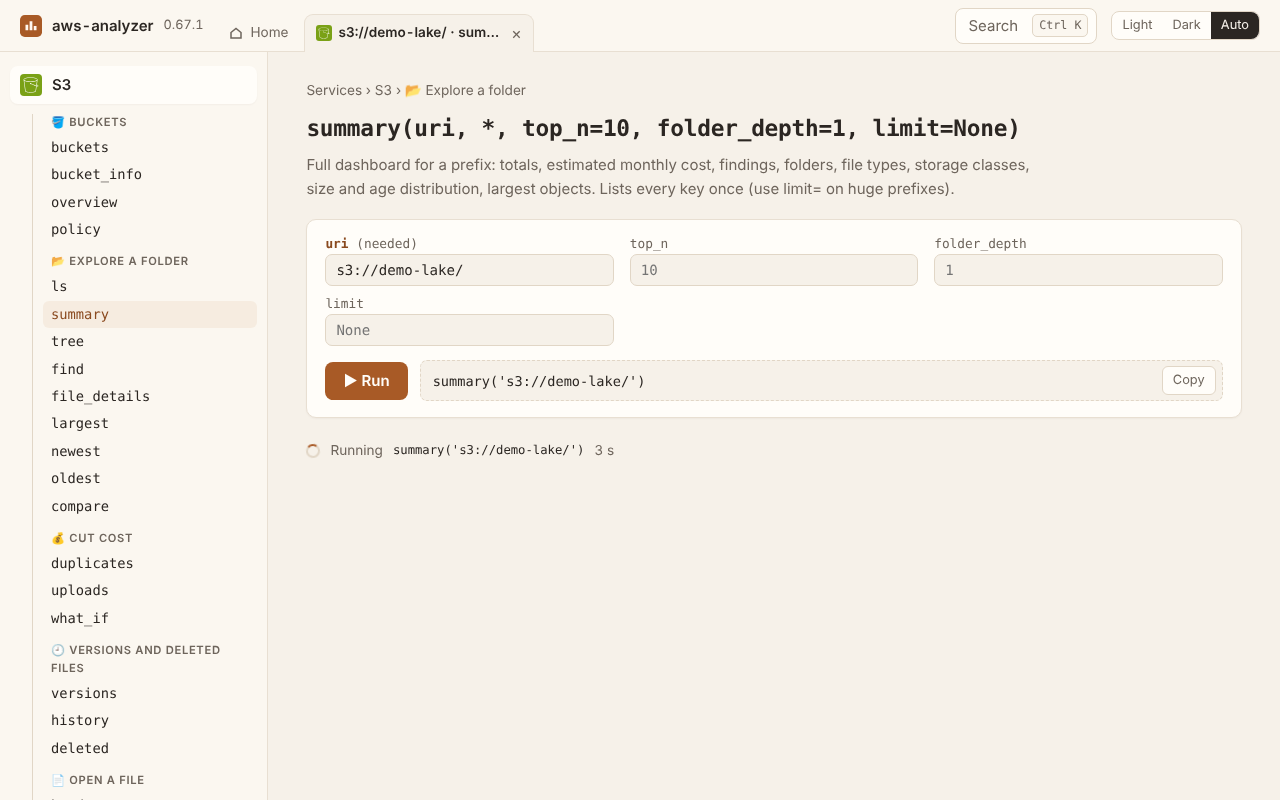 aws-analyzer 0.67.1
Home
s3://demo-lake/ · sum... ×
Search Ctrl K
Light Dark Auto
S3
BUCKETS
buckets
bucket_info
overview
policy
EXPLORE A FOLDER
ls
summary
tree
find
file_details
largest
newest
oldest
compare
CUT COST
duplicates
uploads
what_if
VERSIONS AND DELETED
FILES
versions
history
deleted
OPEN A FILE
Services › S3 › 📂 Explore a folder
summary(uri, *, top_n=10, folder_depth=1, limit=None)
Full dashboard for a prefix: totals, estimated monthly cost, findings, folders, file types, storage classes,
size and age distribution, largest objects. Lists every key once (use limit= on huge prefixes).
uri (needed) top_n folder_depth
s3://demo-lake/ 10 1
limit
None
▶ Run summary('s3://demo-lake/') Copy
Running summary('s3://demo-lake/') 3 s